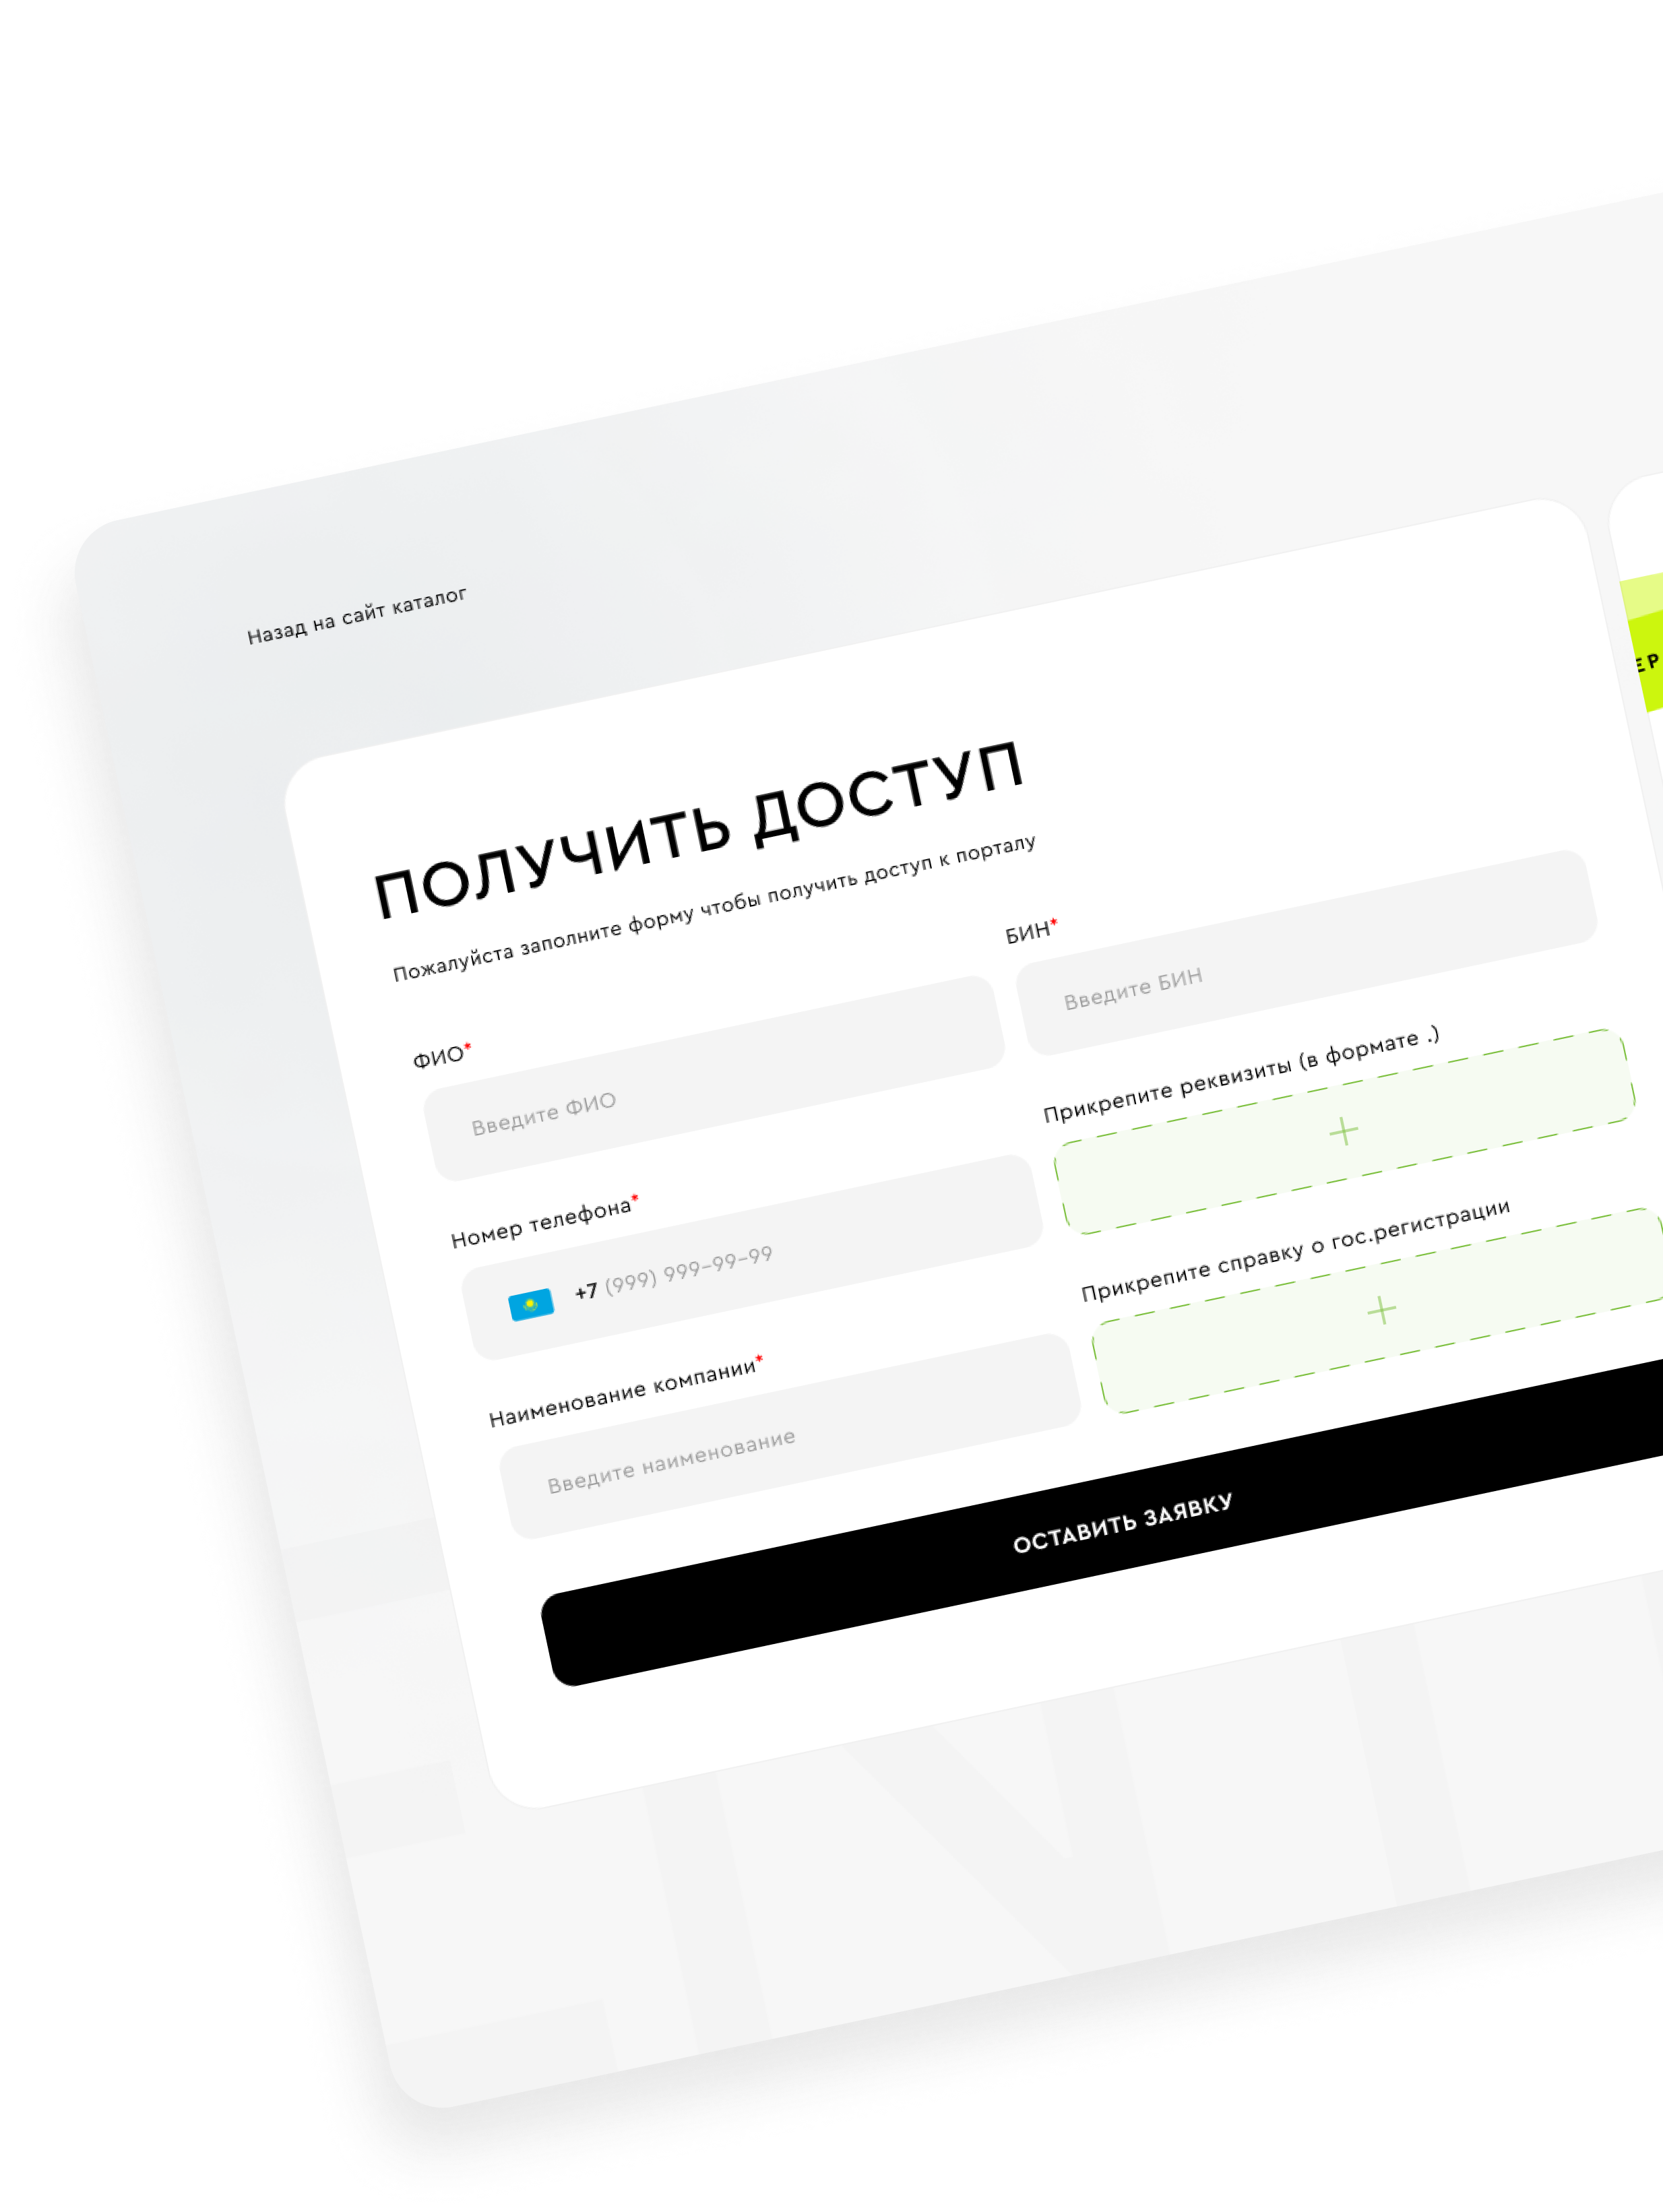 Назад на сайт каталог
ПОЛУЧИТЬ ДОСТУП
Пожалуйста заполните форму чтобы получить доступ к порталу
ФИО*
Введите ФИО
Номер телефона*
+7 (999) 999-99-99
Наименование компании*
Введите наименование
БИН*
Введите БИН
Прикрепите реквизиты (в формате .)
Прикрепите справку о гос.регистрации
ОСТАВИТЬ ЗАЯВКУ